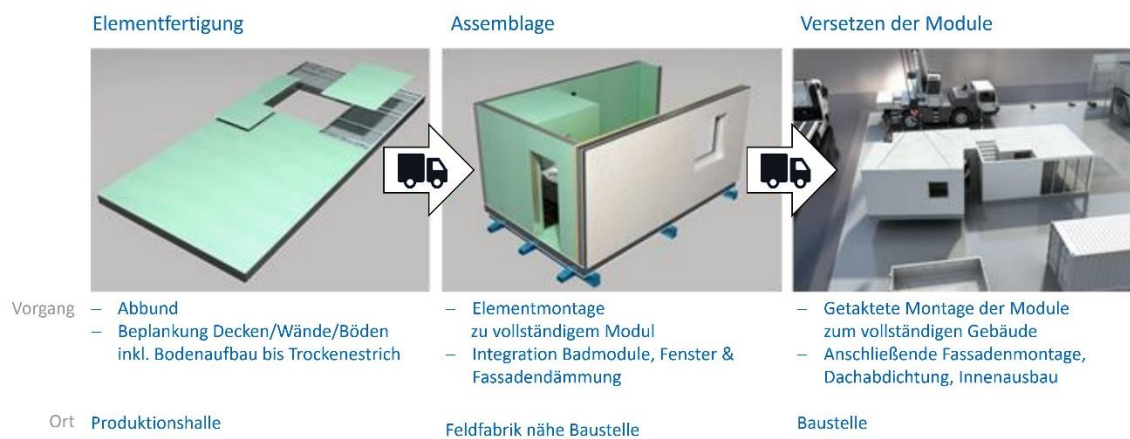 Elementfertigung
Assemblage
Versetzen der Module
Vorgang
– Abbund
– Beplankung Decken/Wände/Böden
inkl. Bodenaufbau bis Trockenestrich
– Elementmontage
zu vollständigem Modul
– Integration Badmodule, Fenster &
Fassadendämmung
– Getaktete Montage der Module
zum vollständigen Gebäude
– Anschließende Fassadenmontage,
Dachabdichtung, Innenausbau
Ort
Produktionshalle
Feldfabrik nähe Baustelle
Baustelle